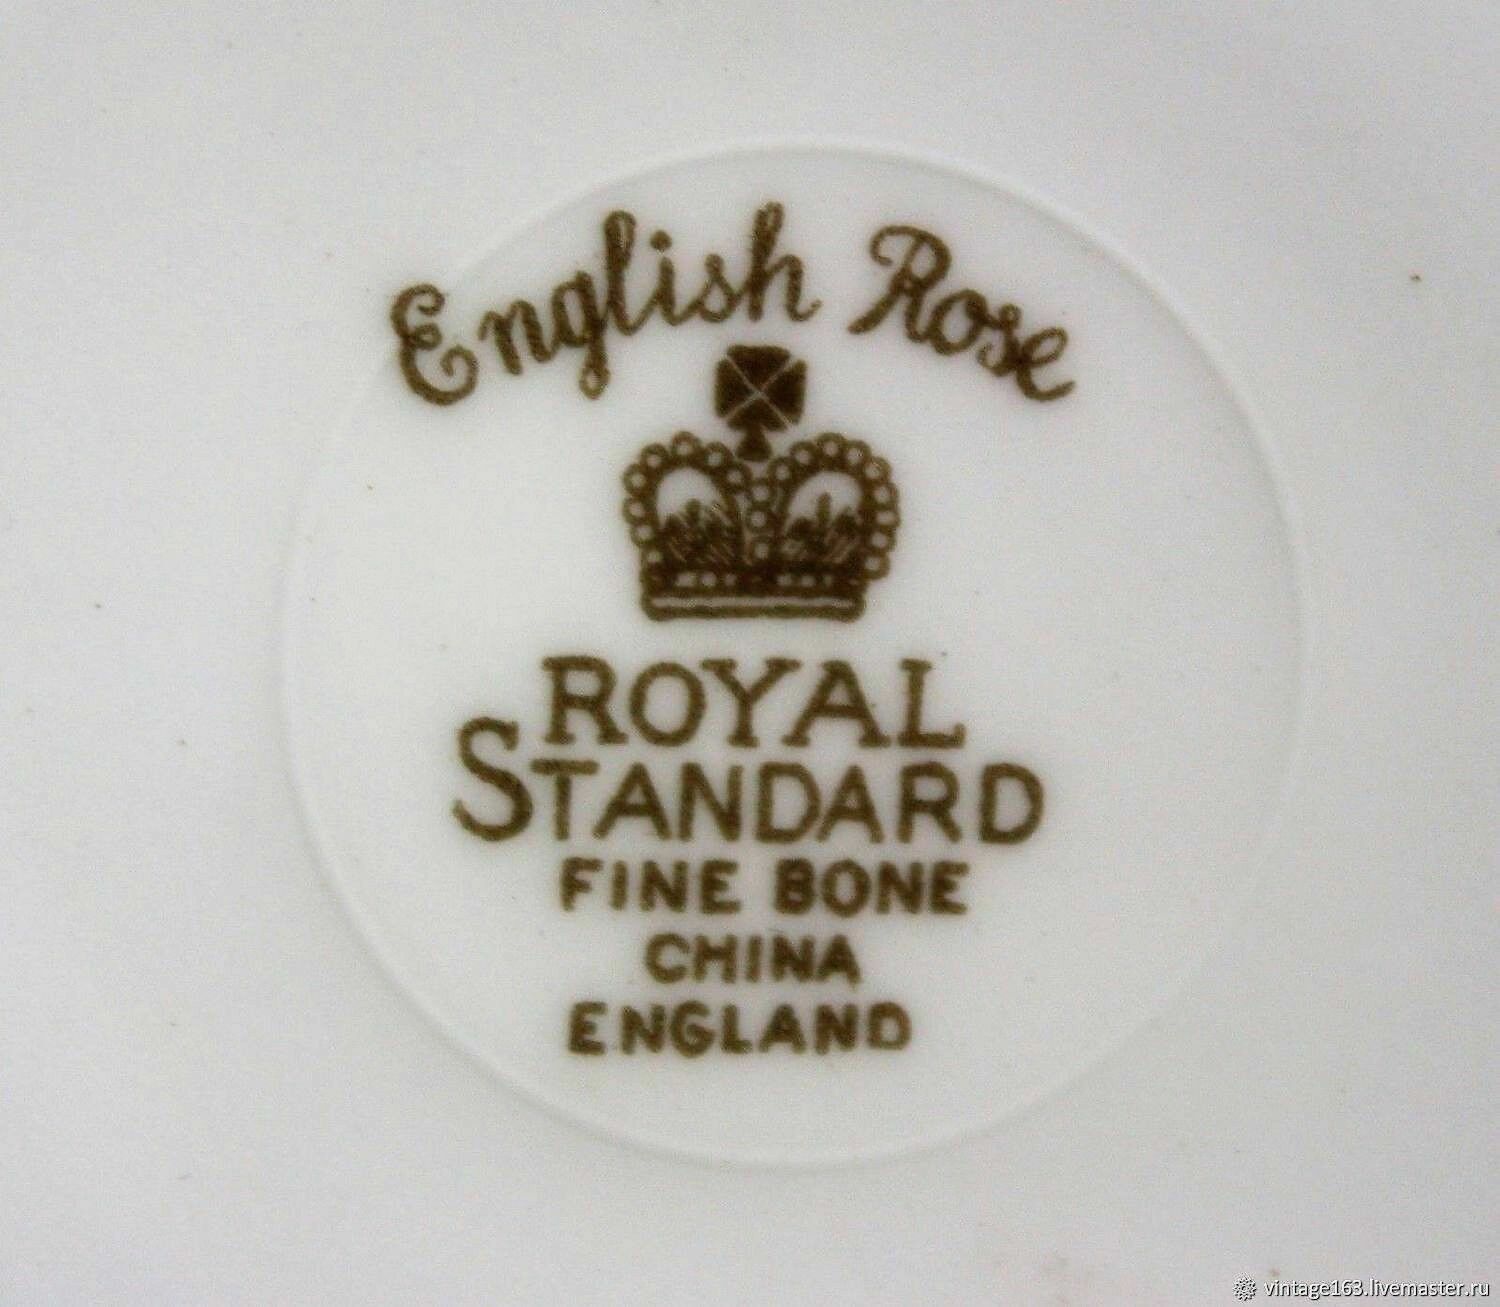 English Rose
ROYAL
STANDARD
FINE BONE
CHINA
ENGLAND
vintage163.livemaster.ru